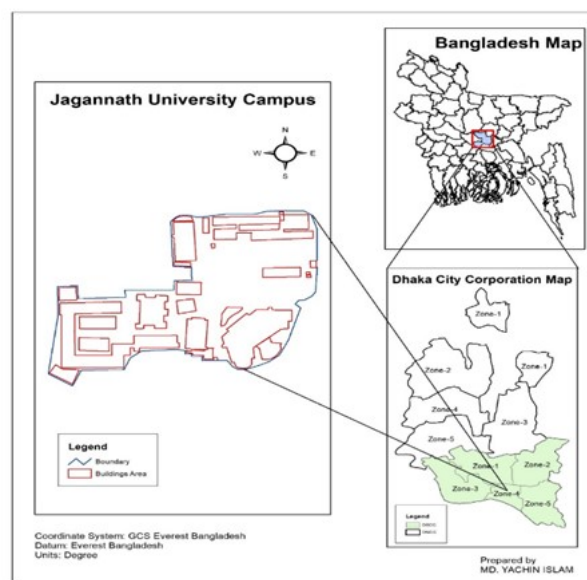 Bangladesh Map
Jagannath University Campus
N
W E
S
Dhaka City Corporation Map
Zone-1
Zone-2
Zone-1
Zone-4
Zone-3
Zone-5
Zone-1
Zone-2
Zone-3
Zone-4
Zone-5
Legend
Boundary
Buildings Area
Legend
Coordinate System: GCS Everest Bangladesh
Datum: Everest Bangladesh
Units: Degree
Prepared by
MD. YACHIN ISLAM